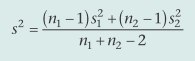 s² = ((n₁ − 1)s₁² + (n₂ − 1)s₂²) / (n₁ + n₂ − 2)